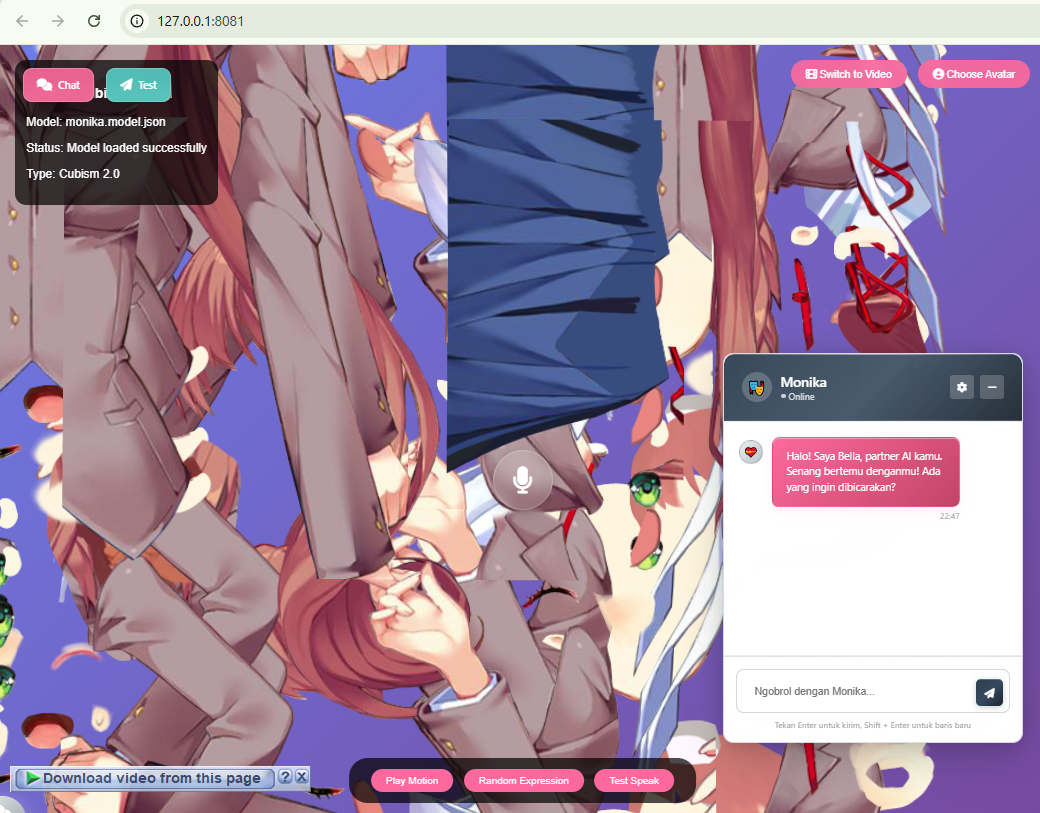 127.0.0.1:8081
Chat
Test
bi
Model: monika.model.json
Status: Model loaded successfully
Type: Cubism 2.0
Switch to Video
Choose Avatar
Monika
Online
Halo! Saya Bella, partner AI kamu.
Senang bertemu denganmu! Ada
yang ingin dibicarakan?
22:47
Ngobrol dengan Monika...
Tekan Enter untuk kirim, Shift + Enter untuk baris baru
Download video from this page
? X
Play Motion
Random Expression
Test Speak